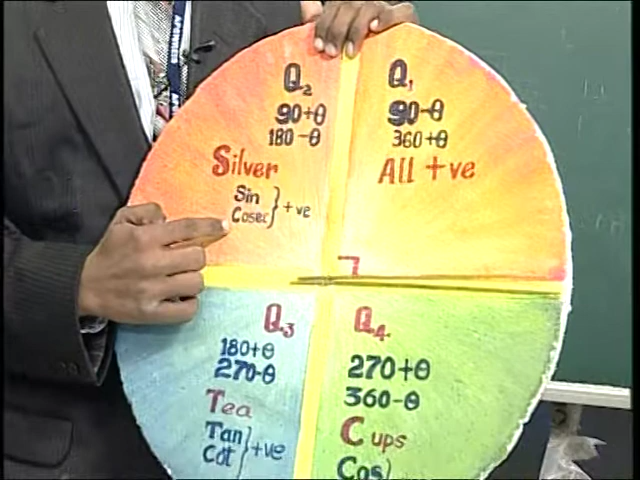 Q₂
90+θ
180-θ
Silver
Sin
Cosec } +ve
Q₁
90-θ
360+θ
All +ve
Q₃
180+θ
270-θ
Tea
Tan
Cot } +ve
Q₄
270+θ
360-θ
Cups
Cos